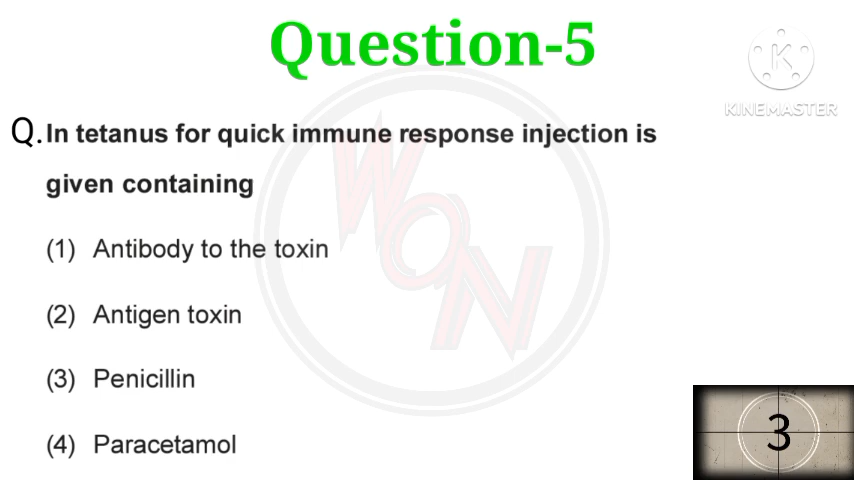 Question-5
K
KINEMASTER
Q.In tetanus for quick immune response injection is
given containing
WON
(1) Antibody to the toxin
(2) Antigen toxin
(3) Penicillin
(4) Paracetamol
3